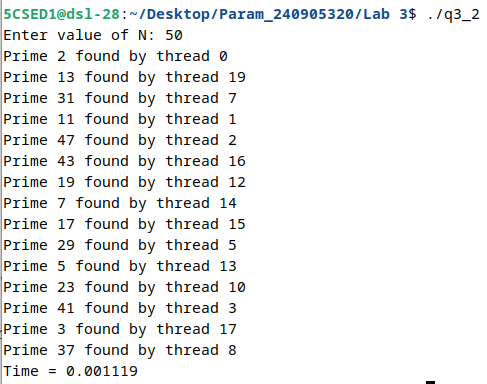 5CSED1@dsl-28:~/Desktop/Param_240905320/Lab 3$ ./q3_2
Enter value of N: 50
Prime 2 found by thread 0
Prime 13 found by thread 19
Prime 31 found by thread 7
Prime 11 found by thread 1
Prime 47 found by thread 2
Prime 43 found by thread 16
Prime 19 found by thread 12
Prime 7 found by thread 14
Prime 17 found by thread 15
Prime 29 found by thread 5
Prime 5 found by thread 13
Prime 23 found by thread 10
Prime 41 found by thread 3
Prime 3 found by thread 17
Prime 37 found by thread 8
Time = 0.001119